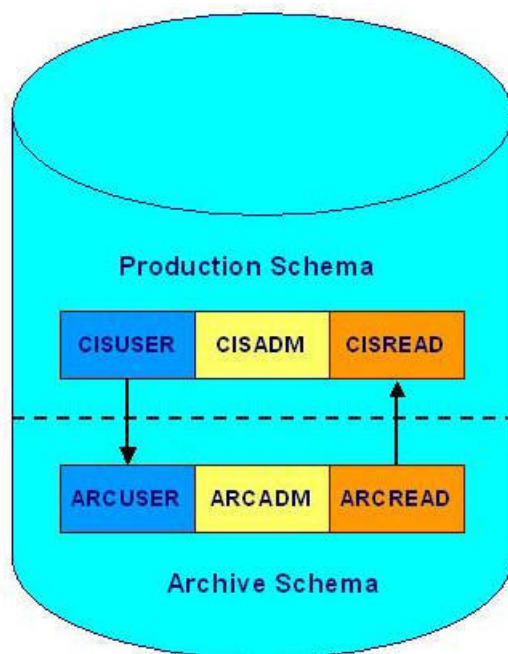 Production Schema
CISUSER CISADM CISREAD
ARCUSER ARCADM ARCREAD
Archive Schema